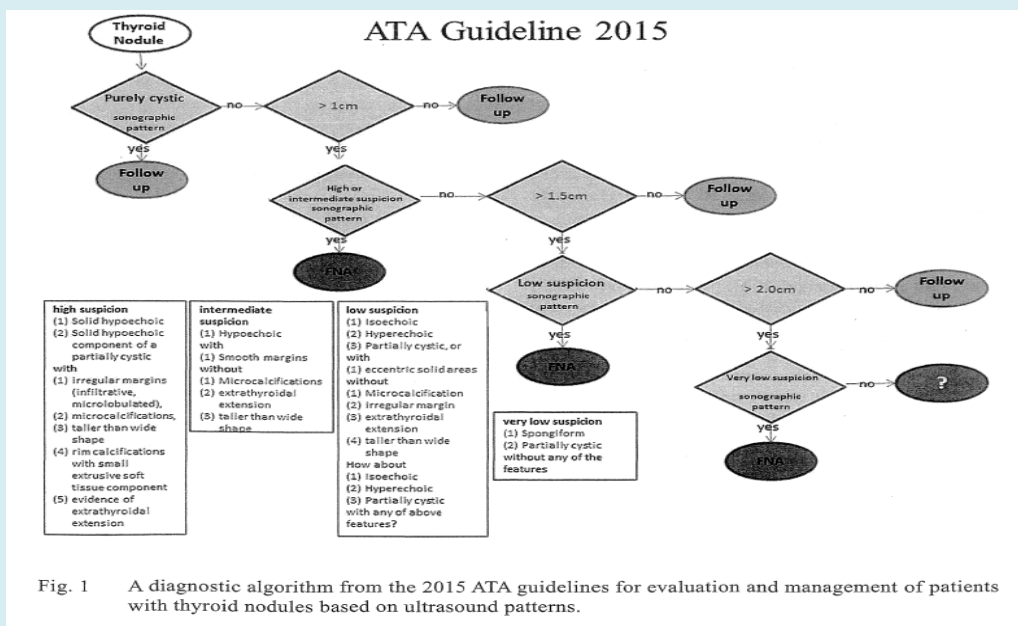 ATA Guideline 2015
Thyroid
Nodule
Purely cystic
sonographic
pattern
no
> 1cm
no
Follow
up
yes
Follow
up
yes
High or
intermediate suspicion
sonographic
pattern
no
> 1.5cm
no
Follow
up
yes
FNA
yes
Low suspicion
sonographic
pattern
no
> 2.0cm
no
Follow
up
yes
FNA
yes
Very low suspicion
sonographic
pattern
no
?
yes
FNA
high suspicion
(1) Solid hypoechoic
(2) Solid hypoechoic
component of a
partially cystic
with
(1) irregular margins
(infiltrative,
microlobulated),
(2) microcalcifications,
(3) taller than wide
shape
(4) rim calcifications
with small
extrusive soft
tissue component
(5) evidence of
extrathyroidal
extension
intermediate
suspicion
(1) Hypoechoic
with
(1) Smooth margins
without
(1) Microcalcifications
(2) extrathyroidal
extension
(3) taller than wide
shape
low suspicion
(1) Isoechoic
(2) Hyperechoic
(3) Partially cystic, or
with
(1) eccentric solid areas
without
(1) Microcalcification
(2) Irregular margin
(3) extrathyroidal
extension
(4) taller than wide
shape
How about
(1) Isoechoic
(2) Hyperechoic
(3) Partially cystic
with any of above
features?
very low suspicion
(1) Spongiform
(2) Partially cystic
without any of the
features
Fig. 1 A diagnostic algorithm from the 2015 ATA guidelines for evaluation and management of patients
with thyroid nodules based on ultrasound patterns.